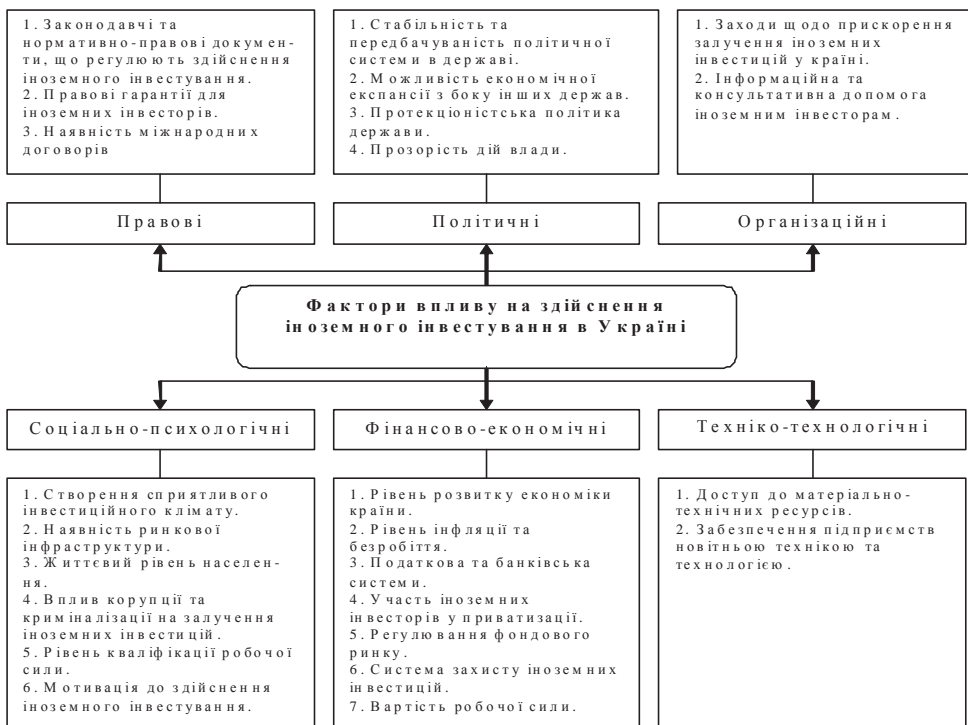 1. Законодавчі та
нормативно-правові докумен-
ти, що регулюють здійснення
іноземного інвестування.
2. Правові гарантії для
іноземних інвесторів.
3. Наявність міжнародних
договорів
1. Стабільність та
передбачуваність політичної
системи в державі.
2. Можливість економічної
експансії з боку інших держав.
3. Протекціоністська політика
держави.
4. Прозорість дій влади.
1. Заходи щодо прискорення
залучення іноземних
інвестицій у країні.
2. Інформаційна та
консультативна допомога
іноземним інвесторам.
Правові
Політичні
Організаційні
Фактори впливу на здійснення
іноземного інвестування в Україні
Соціально-психологічні
Фінансово-економічні
Техніко-технологічні
1. Створення сприятливого
інвестиційного клімату.
2. Наявність ринкової
інфраструктури.
3. Життєвий рівень населен-
ня.
4. Вплив корупції та
криміналізації на залучення
іноземних інвестицій.
5. Рівень кваліфікації робочої
сили.
6. Мотивація до здійснення
іноземного інвестування.
1. Рівень розвитку економіки
країни.
2. Рівень інфляції та
безробіття.
3. Податкова та банківська
системи.
4. Участь іноземних
інвесторів у приватизації.
5. Регулювання фондового
ринку.
6. Система захисту іноземних
інвестицій.
7. Вартість робочої сили.
1. Доступ до матеріально-
технічних ресурсів.
2. Забезпечення підприємств
новітньою технікою та
технологією.